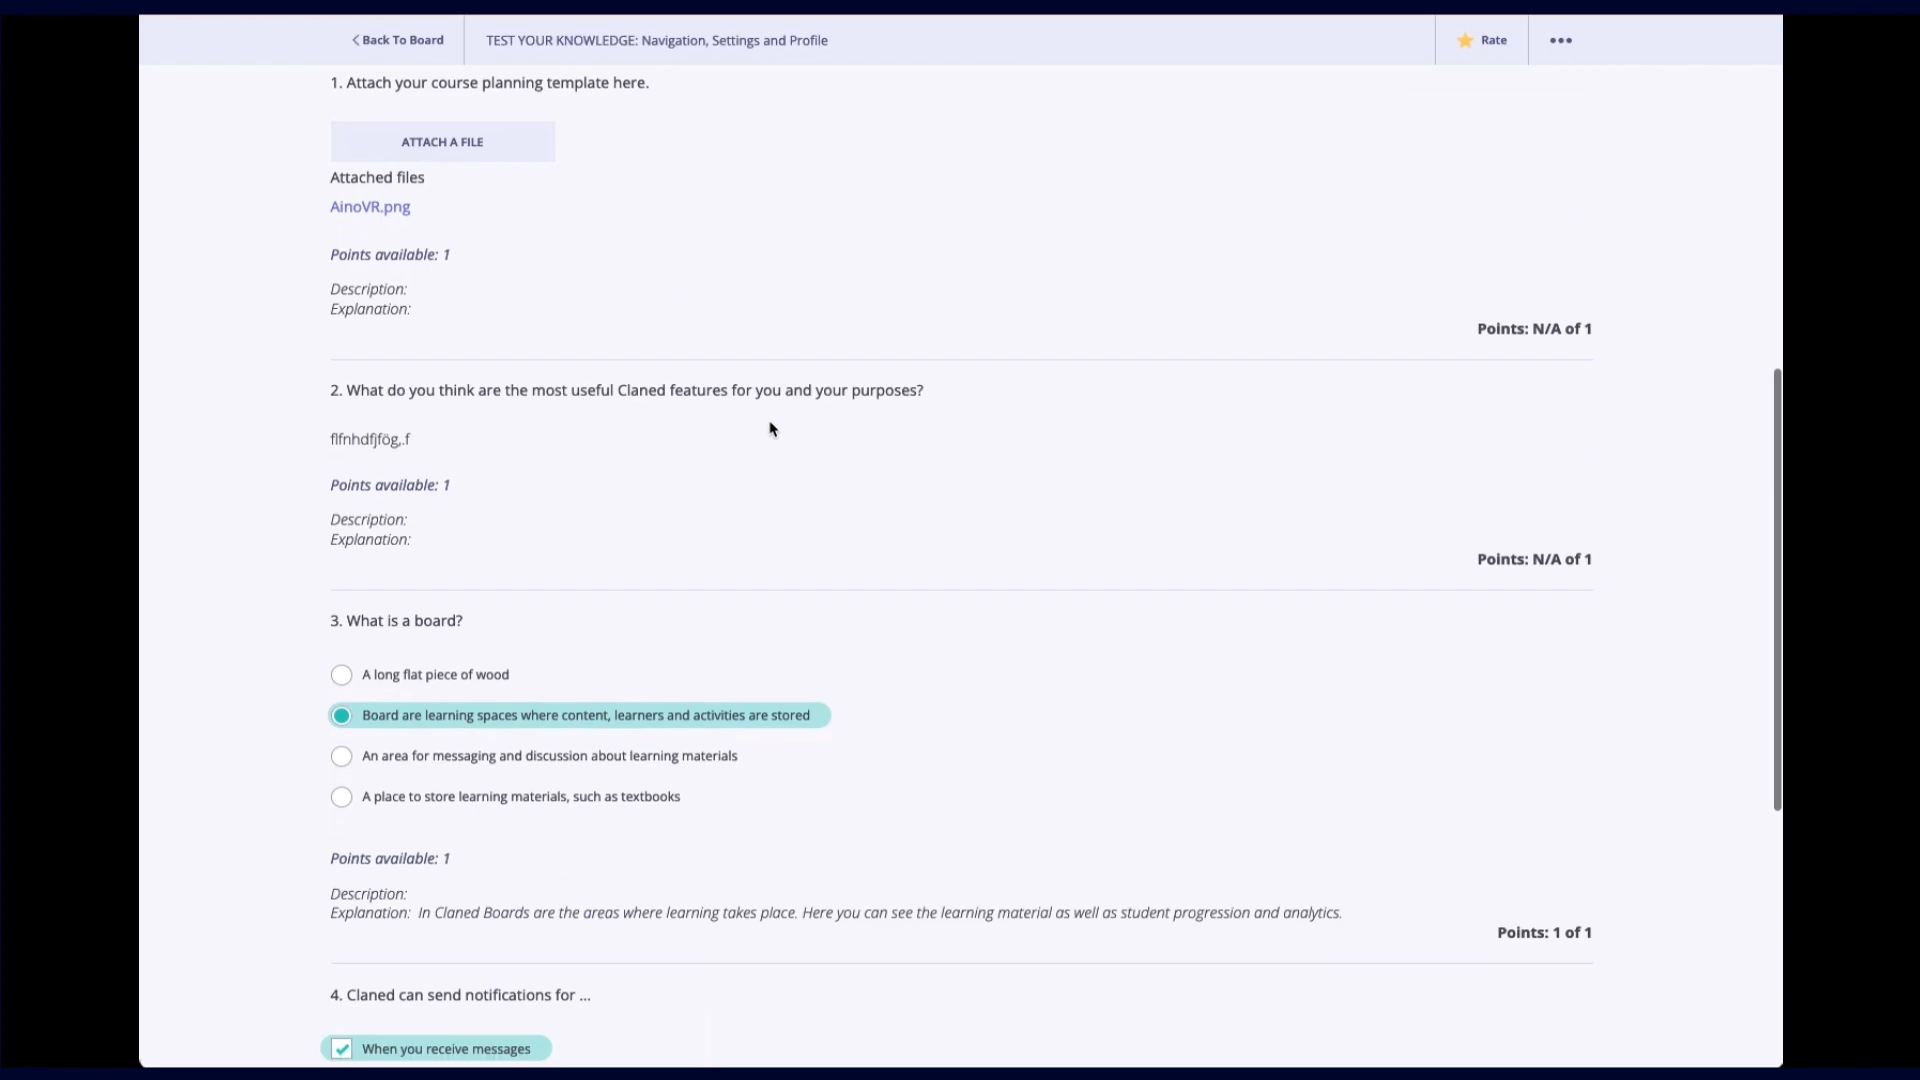 Back To Board
TEST YOUR KNOWLEDGE: Navigation, Settings and Profile
Rate
1. Attach your course planning template here.
ATTACH A FILE
Attached files
AinoVR.png
Points available: 1
Description:
Explanation:
Points: N/A of 1
2. What do you think are the most useful Claned features for you and your purposes?
flfnhdfjfög,.f
Points available: 1
Description:
Explanation:
Points: N/A of 1
3. What is a board?
A long flat piece of wood
Board are learning spaces where content, learners and activities are stored
An area for messaging and discussion about learning materials
A place to store learning materials, such as textbooks
Points available: 1
Description:
Explanation: In Claned Boards are the areas where learning takes place. Here you can see the learning material as well as student progression and analytics.
Points: 1 of 1
4. Claned can send notifications for ...
When you receive messages